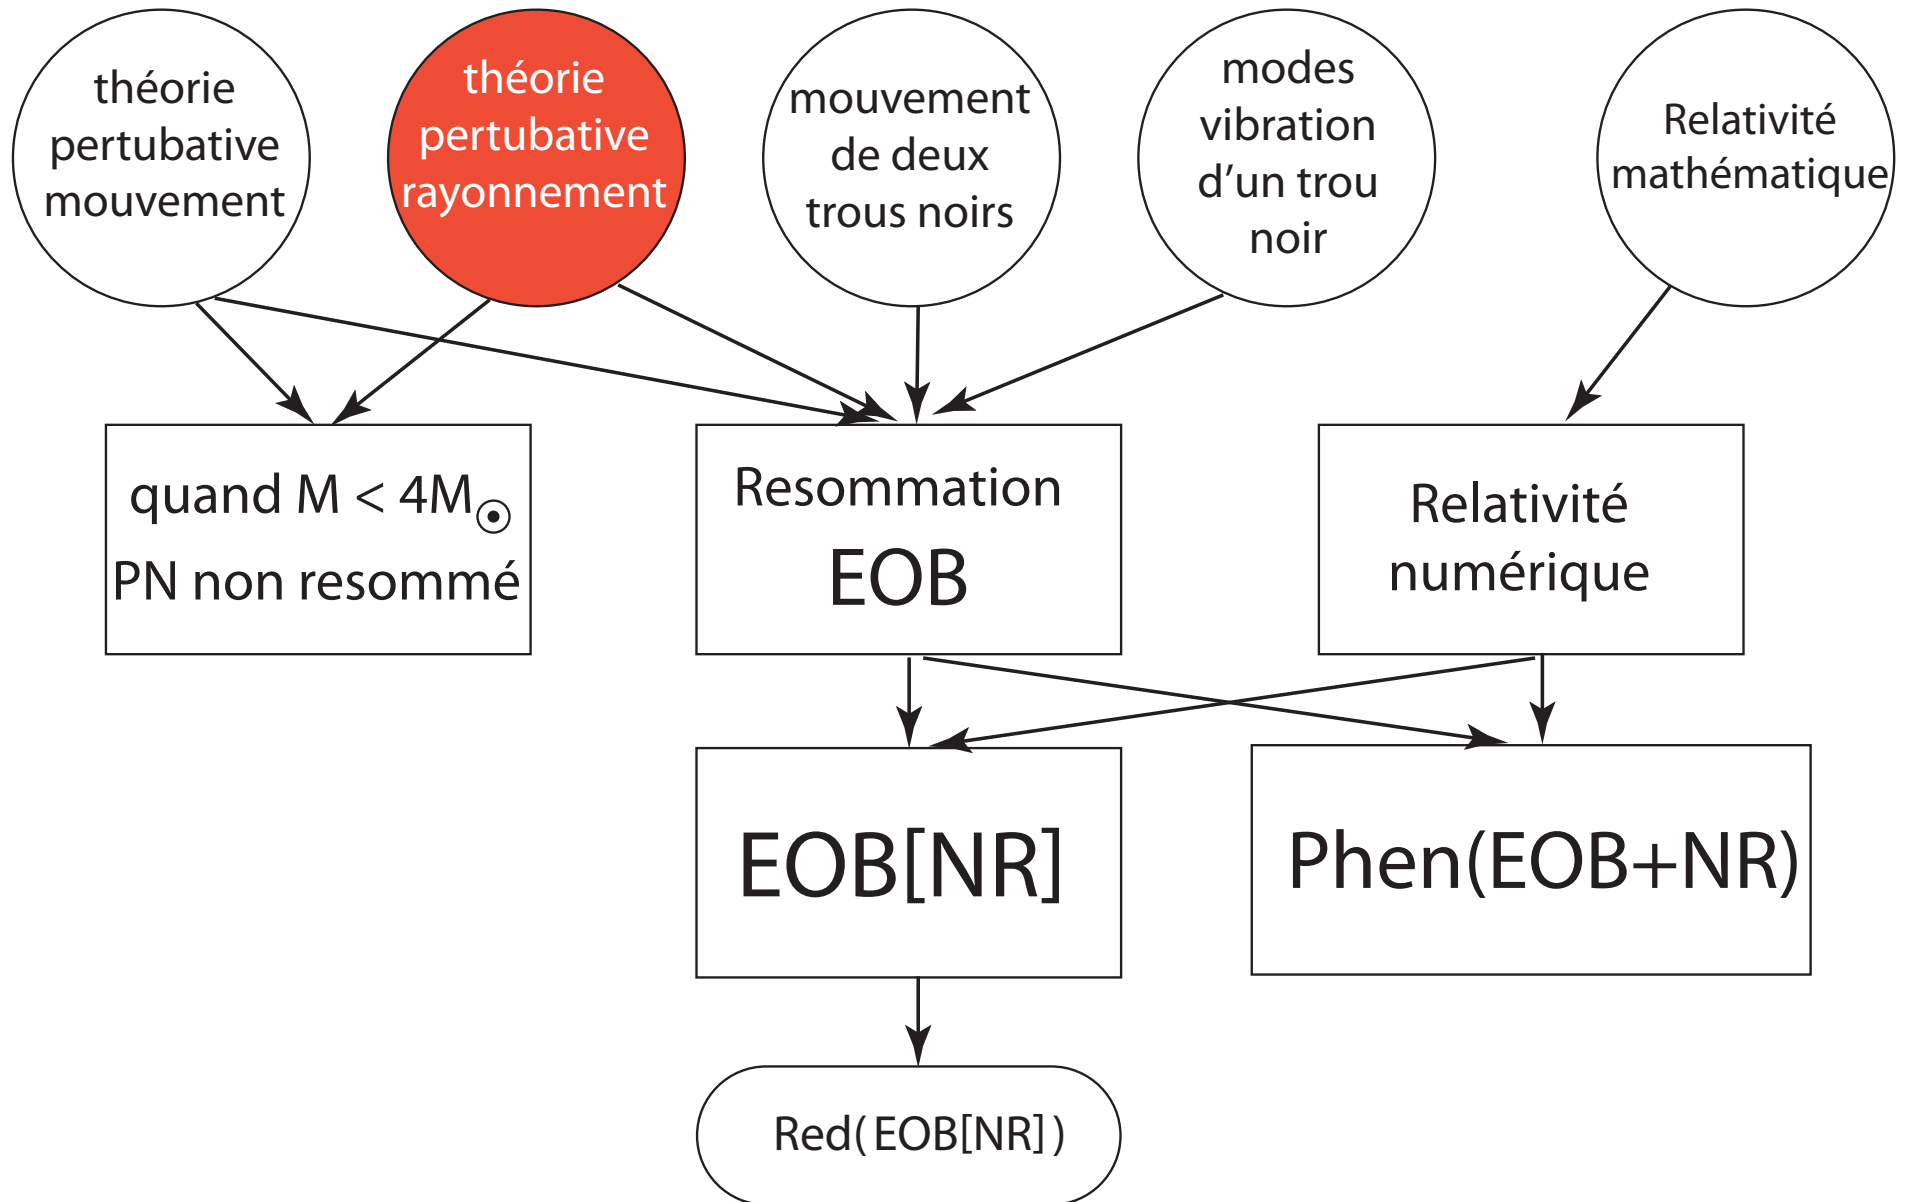 théorie
pertubative
mouvement
théorie
pertubative
rayonnement
mouvement
de deux
trous noirs
modes
vibration
d'un trou
noir
Relativité
mathématique
quand M < 4M☉
PN non resommé
Resommation
EOB
Relativité
numérique
EOB[NR]
Phen(EOB+NR)
Red(EOB[NR])